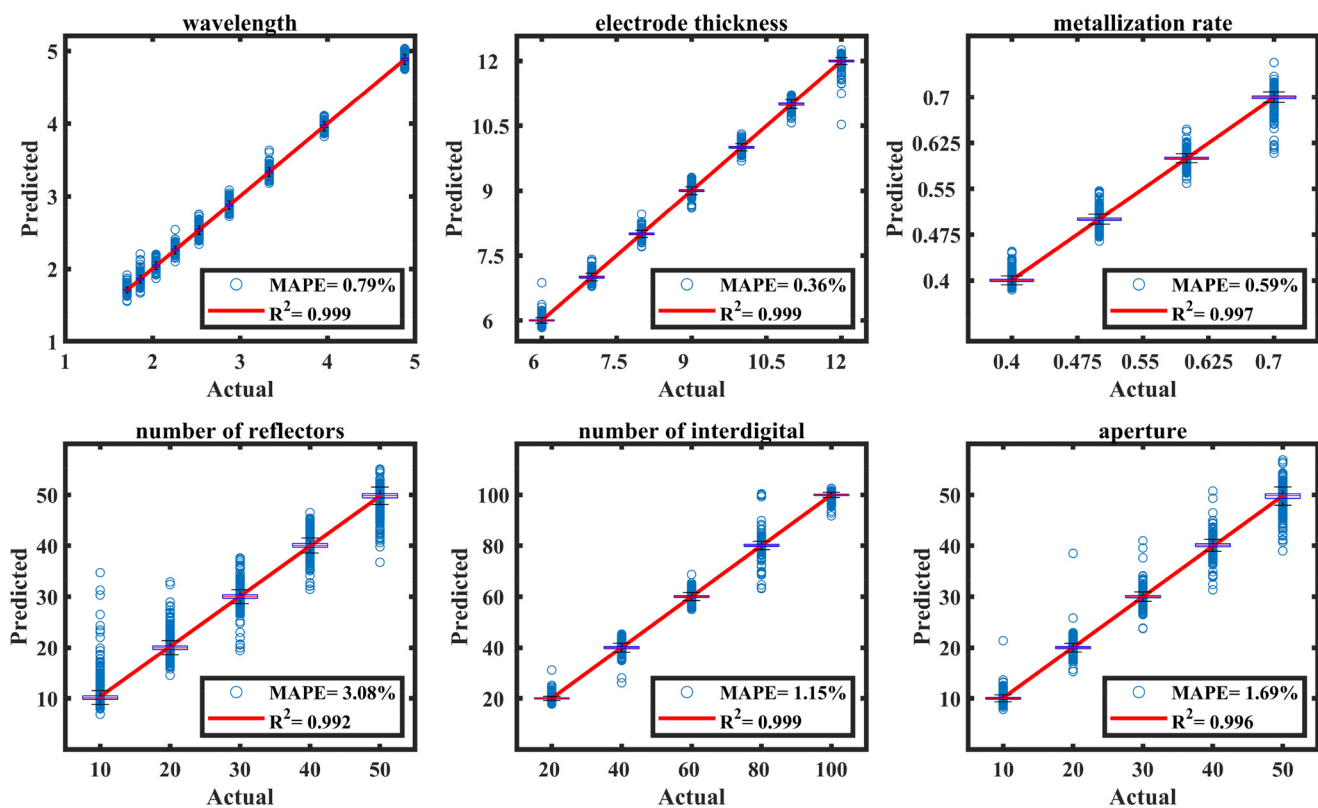 wavelength
5
4
3
2
1
Predicted
MAPE= 0.79%
R²= 0.999
1 2 3 4 5
Actual
electrode thickness
12
10.5
9
7.5
6
Predicted
MAPE= 0.36%
R²= 0.999
6 7.5 9 10.5 12
Actual
metallization rate
0.7
0.625
0.55
0.475
0.4
Predicted
MAPE= 0.59%
R²= 0.997
0.4 0.475 0.55 0.625 0.7
Actual
number of reflectors
50
40
30
20
10
Predicted
MAPE= 3.08%
R²= 0.992
10 20 30 40 50
Actual
number of interdigital
100
80
60
40
20
Predicted
MAPE= 1.15%
R²= 0.999
20 40 60 80 100
Actual
aperture
50
40
30
20
10
Predicted
MAPE= 1.69%
R²= 0.996
10 20 30 40 50
Actual